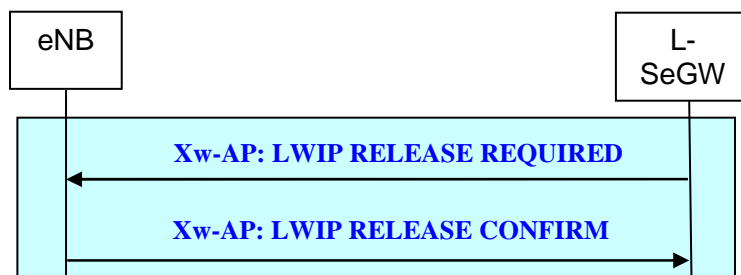 eNB
L-
SeGW
Xw-AP: LWIP RELEASE REQUIRED
Xw-AP: LWIP RELEASE CONFIRM